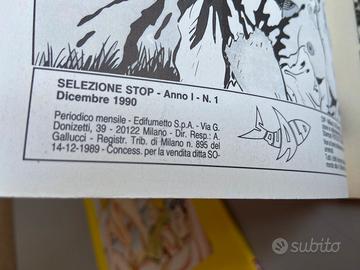 SELEZIONE STOP - Anno I - N. 1
Dicembre 1990
Periodico mensile - Edifumetto S.p.A. - Via G.
Donizetti, 39 - 20122 Milano - Dir. Resp.: A.
Gallucci - Registr. Trib. di Milano n. 895 del
14-12-1989 - Concess. per la vendita ditta SO-
SQUALO
subito